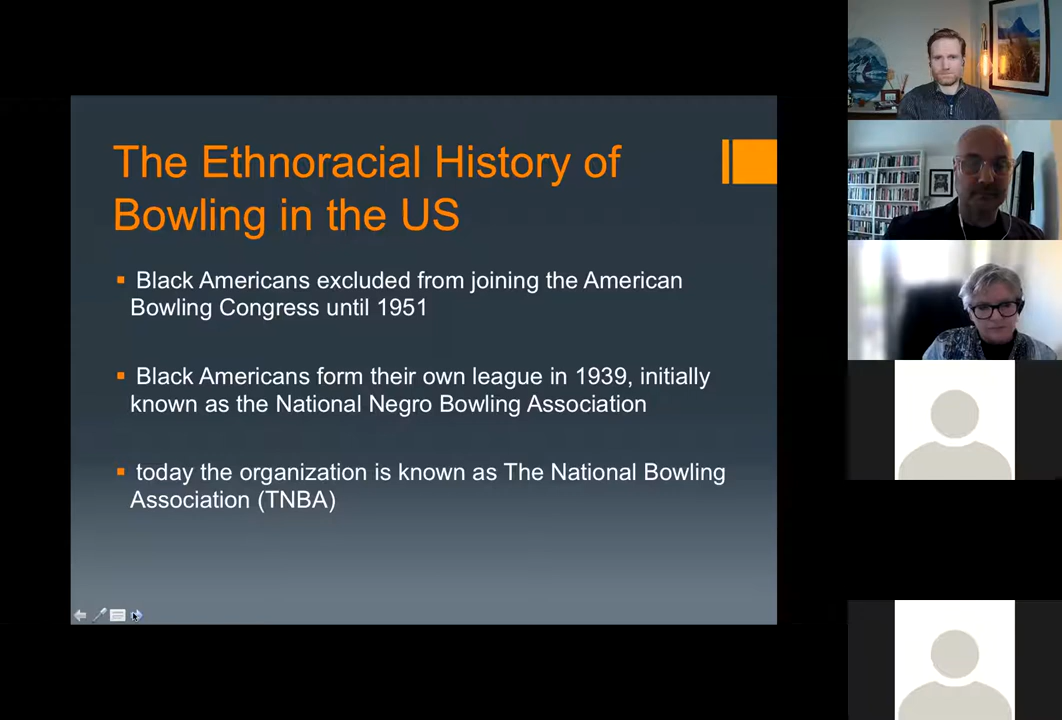 The Ethnoracial History of
Bowling in the US
Black Americans excluded from joining the American
Bowling Congress until 1951
Black Americans form their own league in 1939, initially
known as the National Negro Bowling Association
today the organization is known as The National Bowling
Association (TNBA)